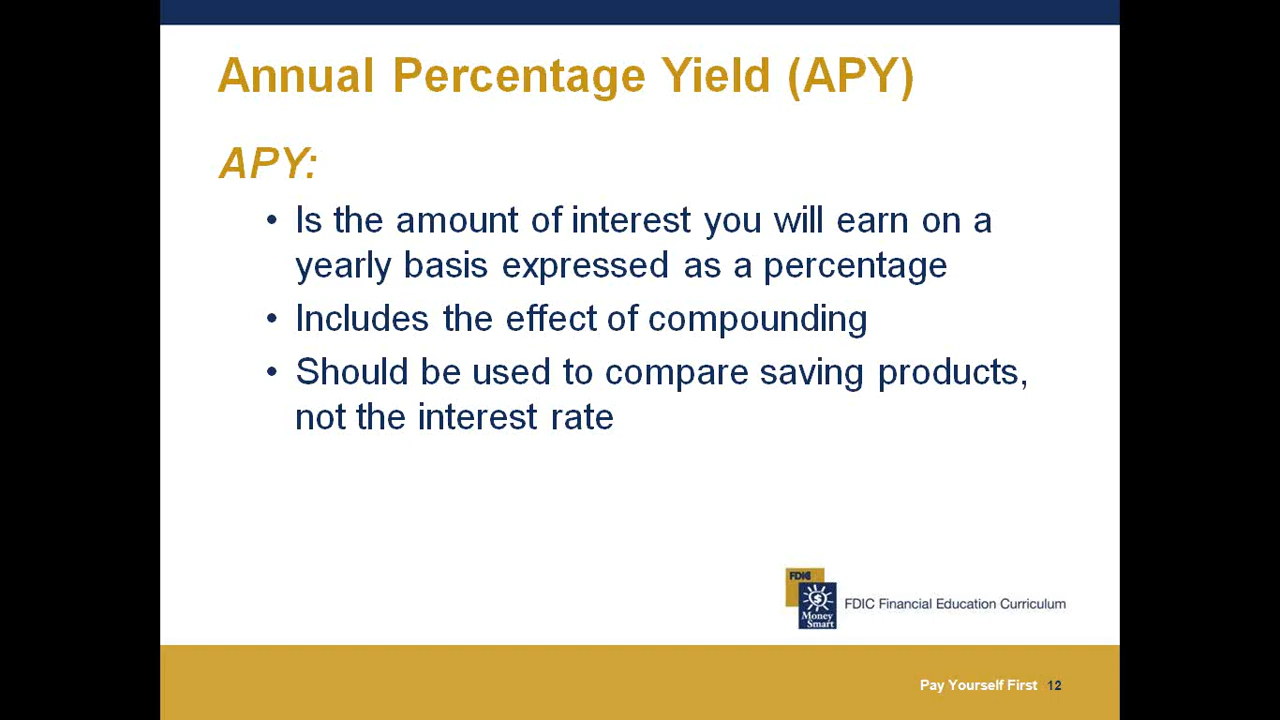 Annual Percentage Yield (APY)
APY:
• Is the amount of interest you will earn on a
yearly basis expressed as a percentage
• Includes the effect of compounding
• Should be used to compare saving products,
not the interest rate
FDIC
Money
Smart
FDIC Financial Education Curriculum
Pay Yourself First 12